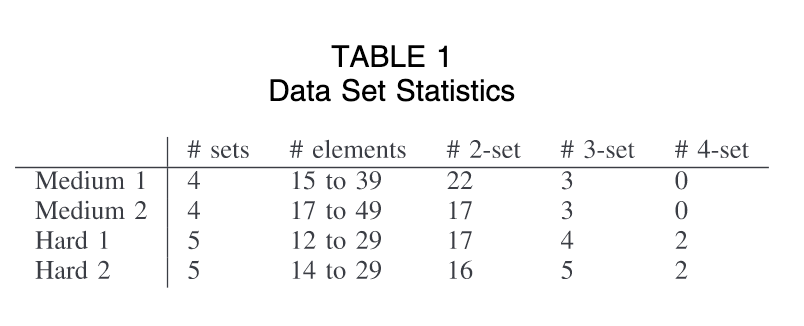 TABLE 1
Data Set Statistics
# sets # elements # 2-set # 3-set # 4-set
Medium 1 4 15 to 39 22 3 0
Medium 2 4 17 to 49 17 3 0
Hard 1 5 12 to 29 17 4 2
Hard 2 5 14 to 29 16 5 2